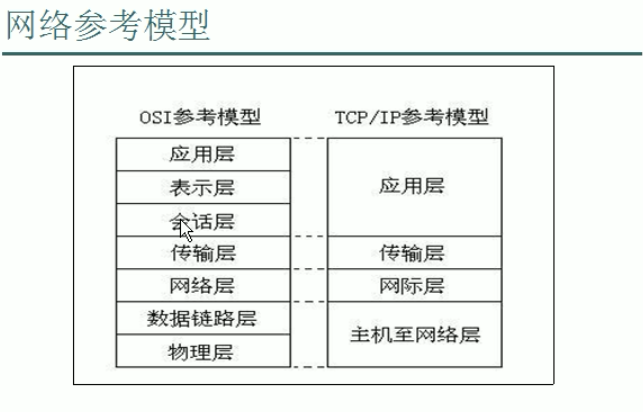 网络参考模型
OSI参考模型
TCP/IP参考模型
应用层
表示层
会话层
传输层
网络层
数据链路层
物理层
应用层
传输层
网际层
主机至网络层